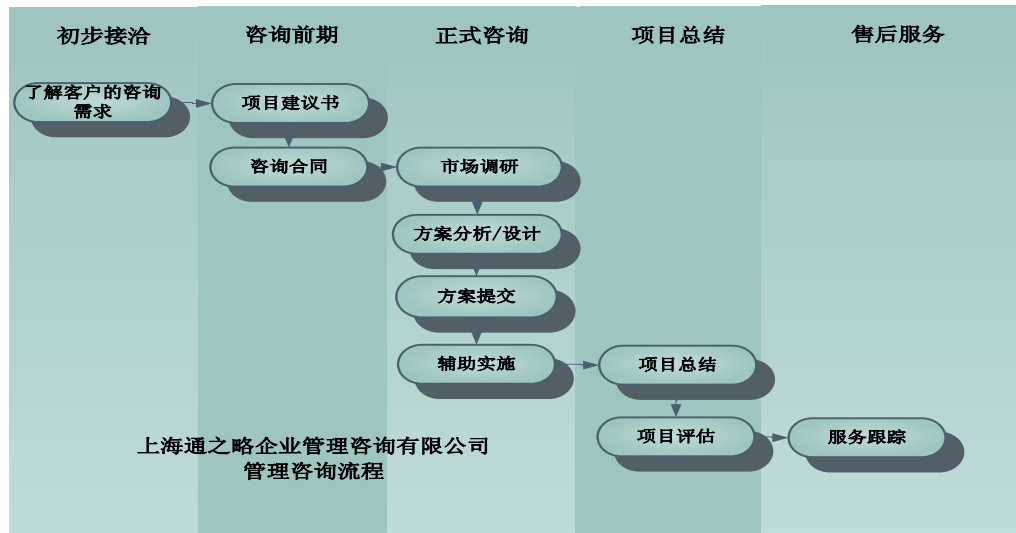 初步接洽
咨询前期
正式咨询
项目总结
售后服务
了解客户的咨询
需求
项目建议书
咨询合同
市场调研
方案分析/设计
方案提交
辅助实施
项目总结
项目评估
服务跟踪
上海通之略企业管理咨询有限公司
管理咨询流程